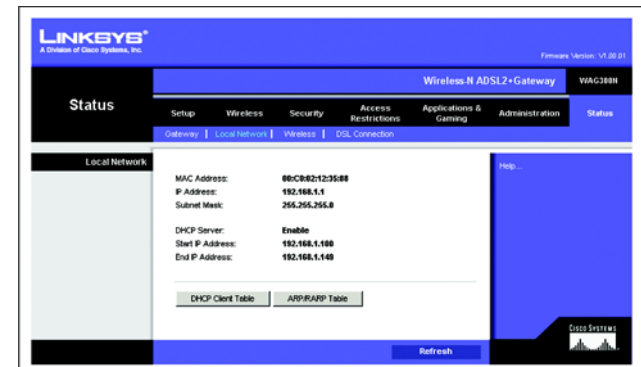 LINKSYS®
A Division of Cisco Systems, Inc.
Firmware Version: V1.00.01
Wireless-N ADSL2+Gateway WAG300N
Status
Setup Wireless Security Access Restrictions Applications & Gaming Administration Status
Gateway | Local Network | Wireless | DSL Connection
Local Network
Help...
MAC Address: 00:C0:02:12:35:88
IP Address: 192.168.1.1
Subnet Mask: 255.255.255.0
DHCP Server: Enable
Start IP Address: 192.168.1.100
End IP Address: 192.168.1.149
DHCP Client Table ARP/RARP Table
Refresh
CISCO SYSTEMS